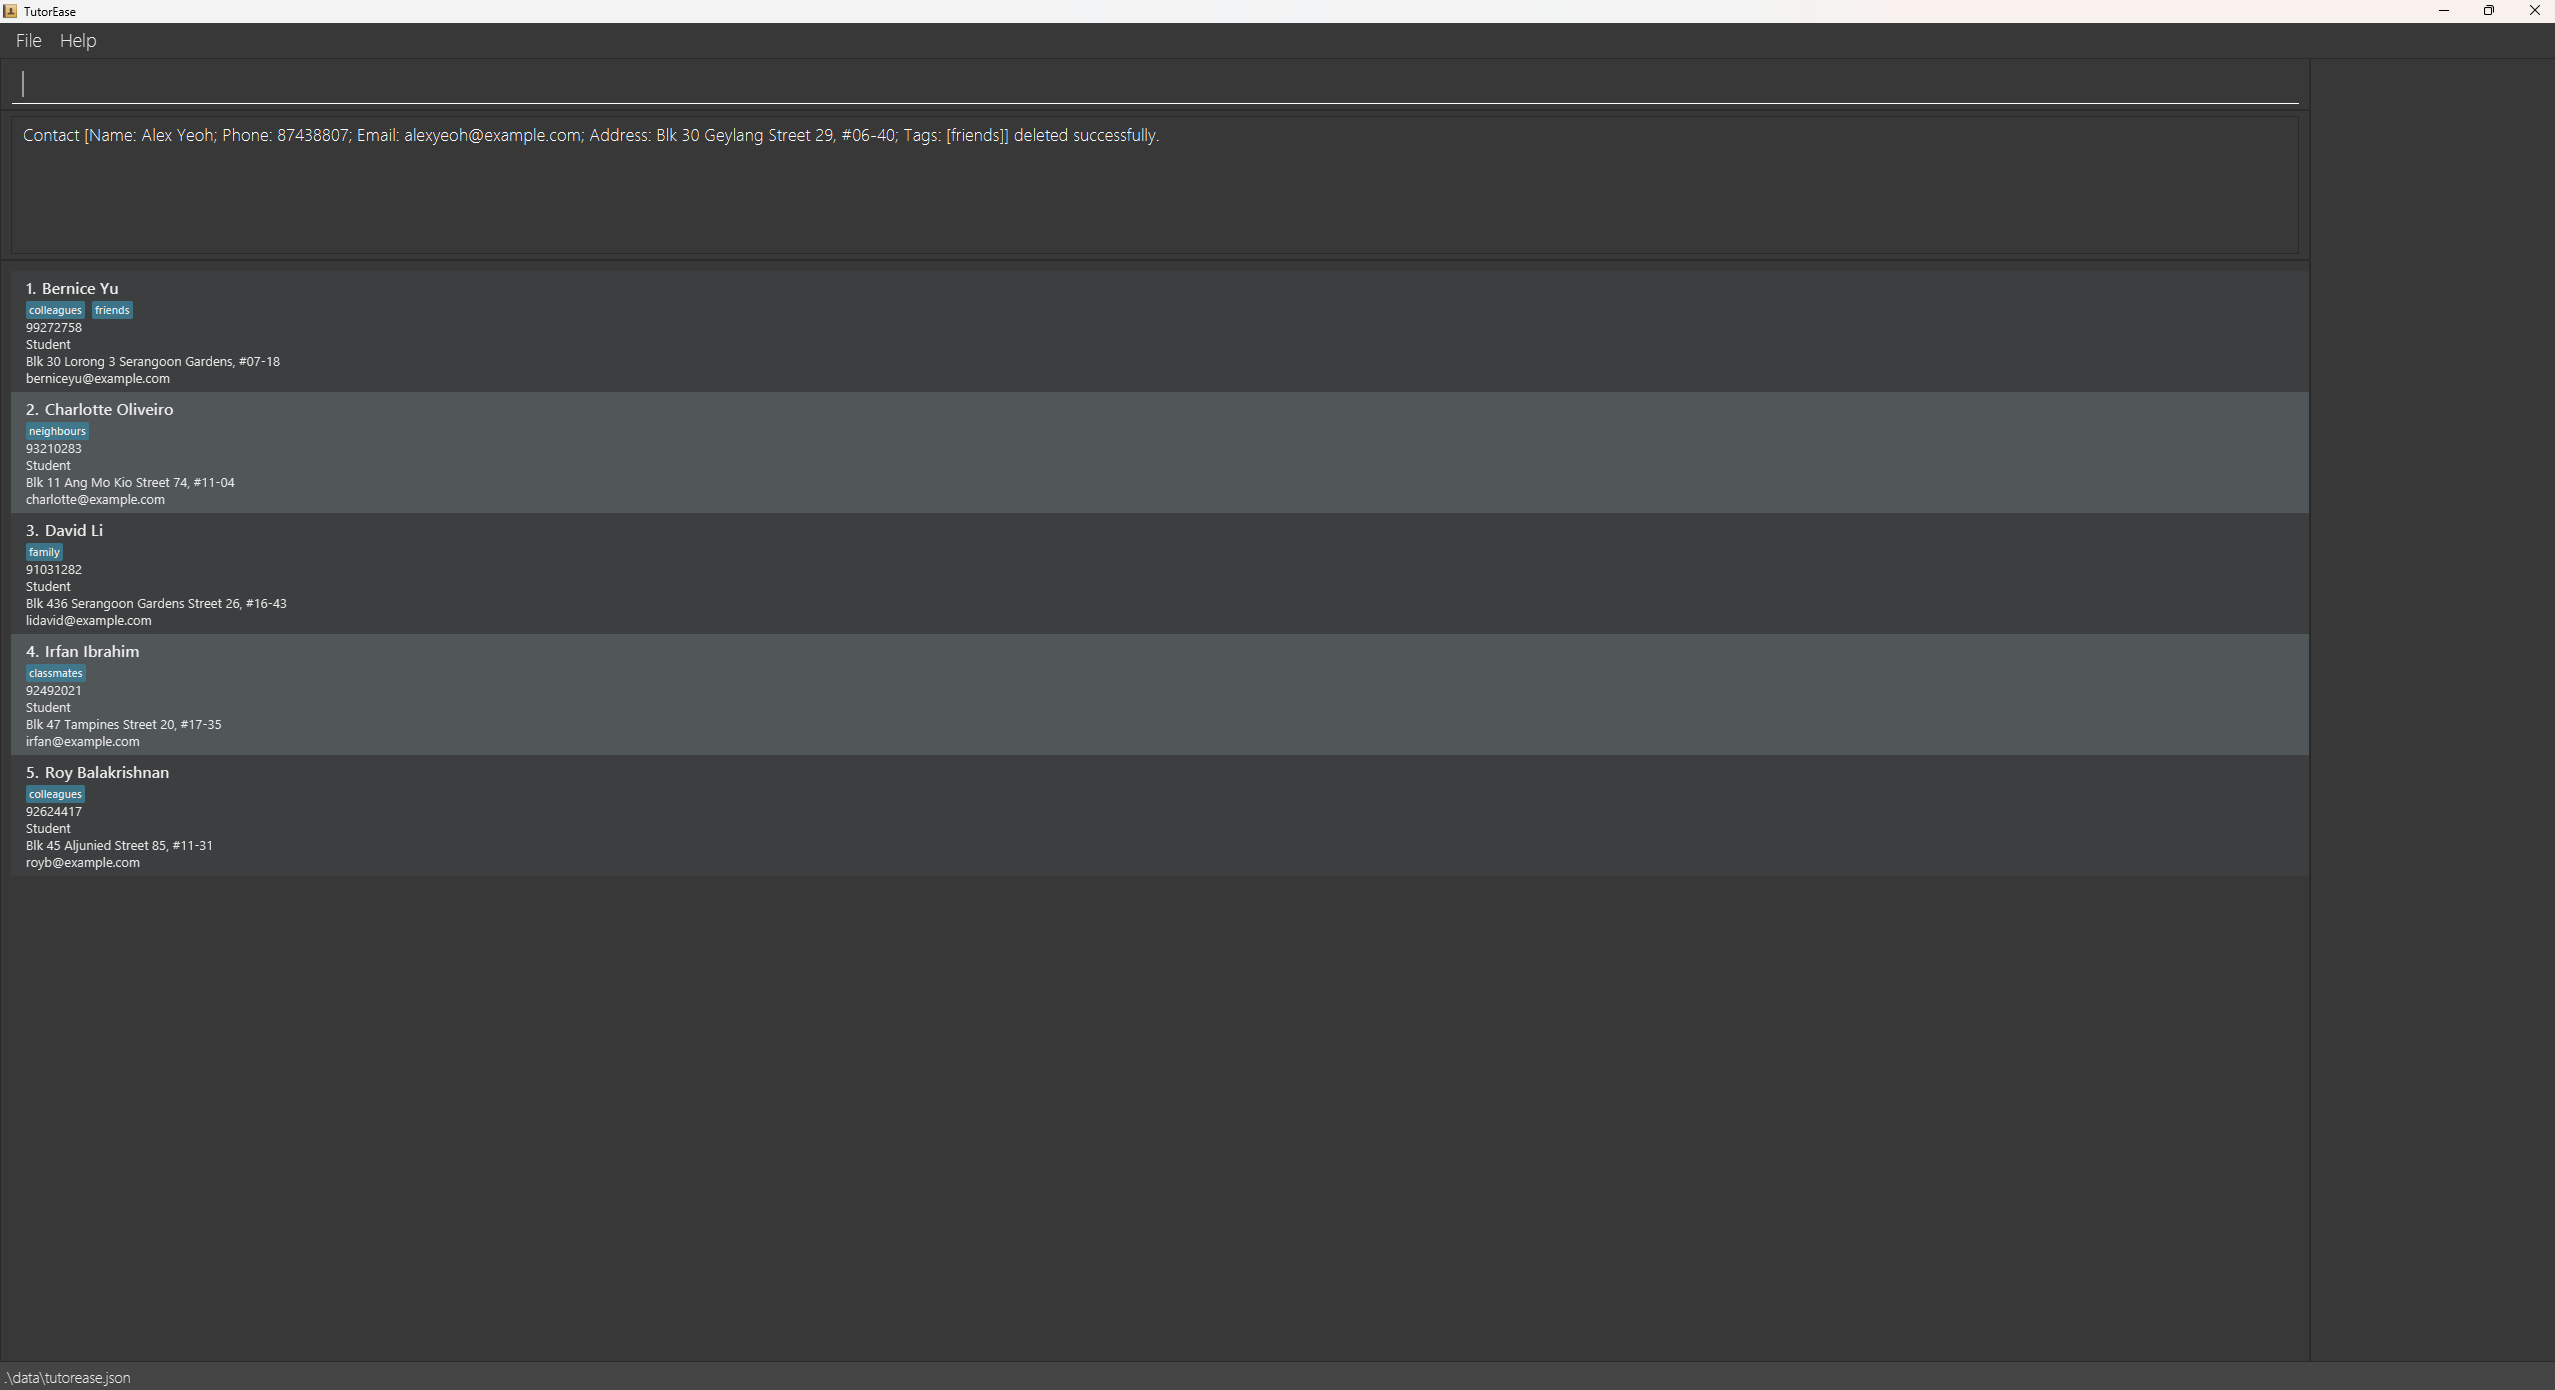 TutorEase
File Help
Contact [Name: Alex Yeoh; Phone: 87438807; Email: alexyeoh@example.com; Address: Blk 30 Geylang Street 29, #06-40; Tags: [friends]] deleted successfully.
1. Bernice Yu
colleagues friends
99272758
Student
Blk 30 Lorong 3 Serangoon Gardens, #07-18
berniceyu@example.com
2. Charlotte Oliveiro
neighbours
93210283
Student
Blk 11 Ang Mo Kio Street 74, #11-04
charlotte@example.com
3. David Li
family
91031282
Student
Blk 436 Serangoon Gardens Street 26, #16-43
lidavid@example.com
4. Irfan Ibrahim
classmates
92492021
Student
Blk 47 Tampines Street 20, #17-35
irfan@example.com
5. Roy Balakrishnan
colleagues
92624417
Student
Blk 45 Aljunied Street 85, #11-31
royb@example.com
.\data\tutorease.json